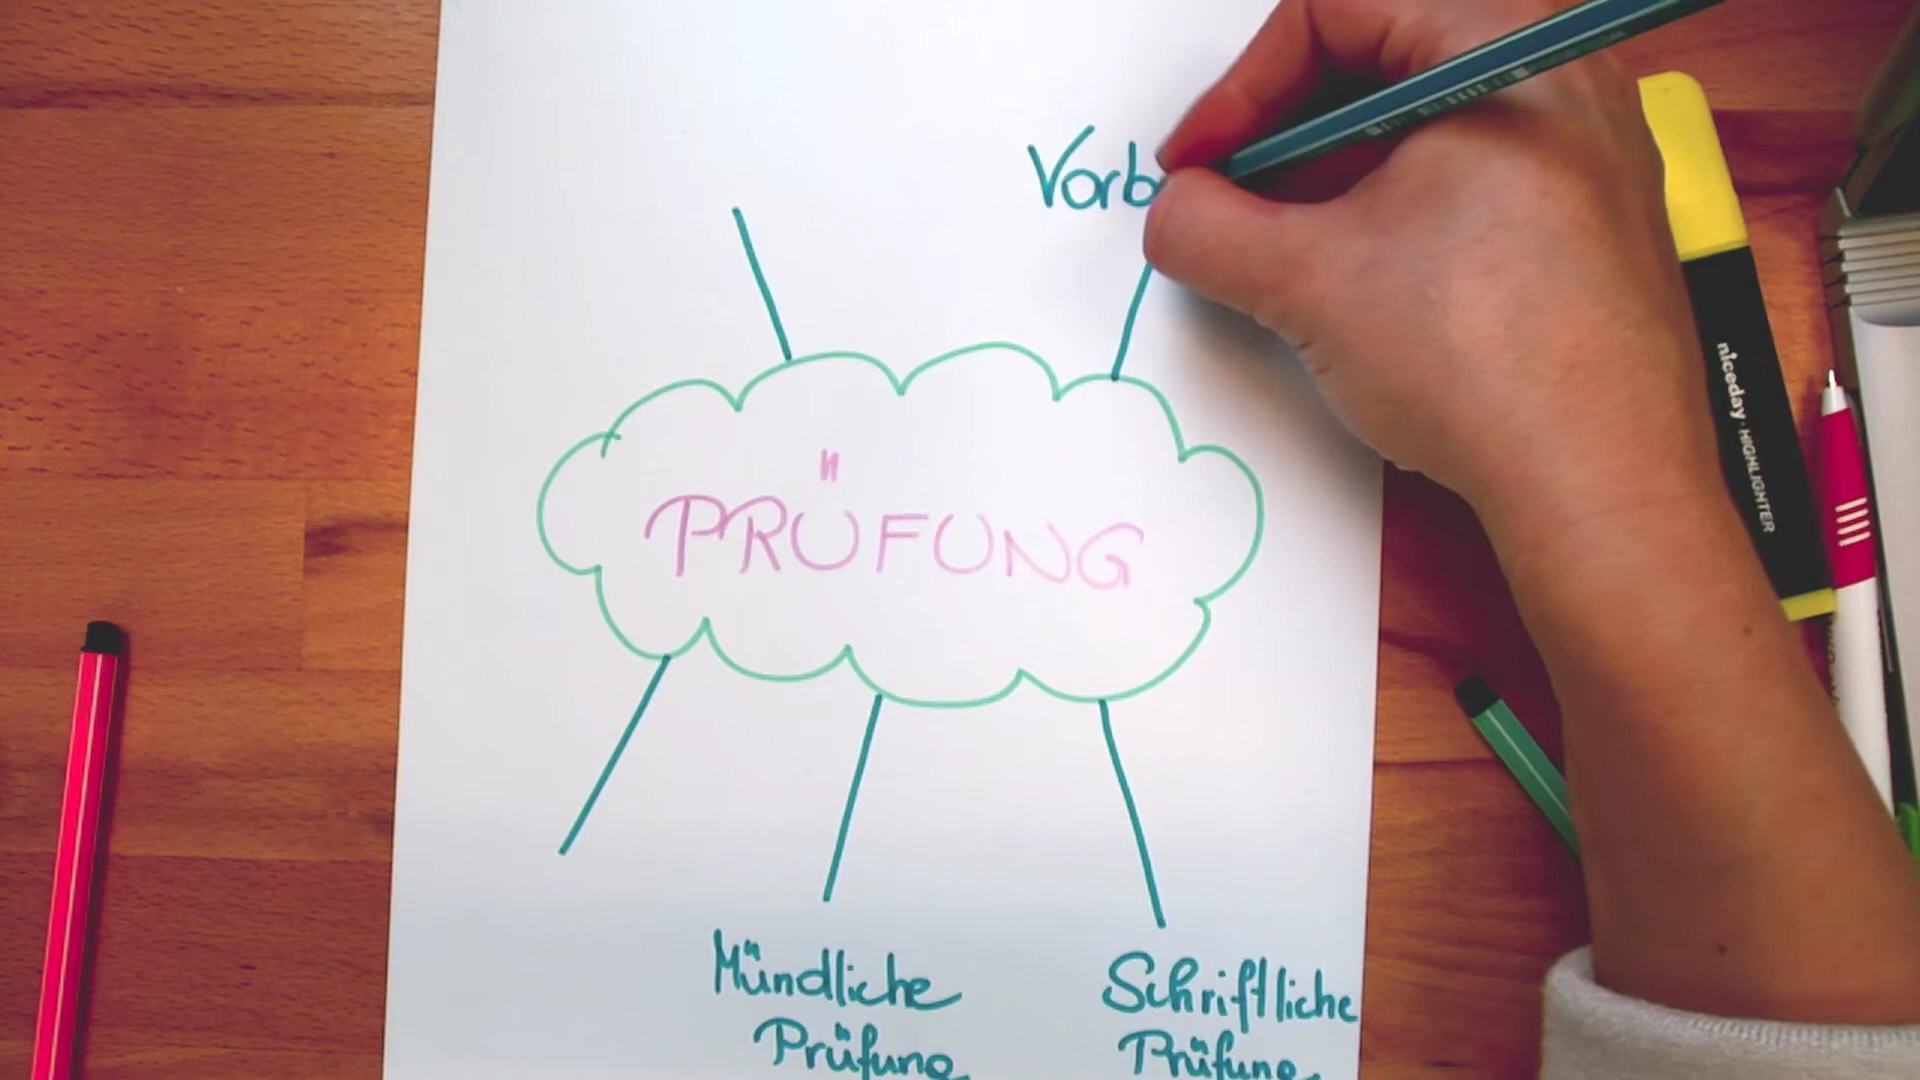 Vorb
PRÜFUNG
Mündliche
Prüfung
Schriftliche
Prüfung
niceday · HIGHLIGHTER